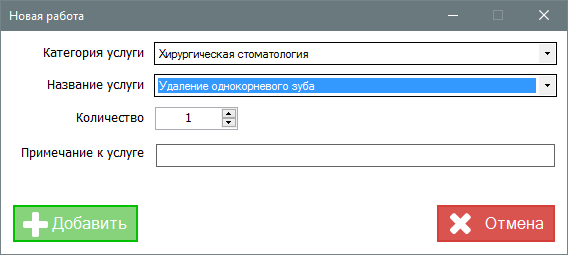 Новая работа
Категория услуги Хирургическая стоматология
Название услуги Удаление однокорневого зуба
Количество 1
Примечание к услуге
Добавить Отмена